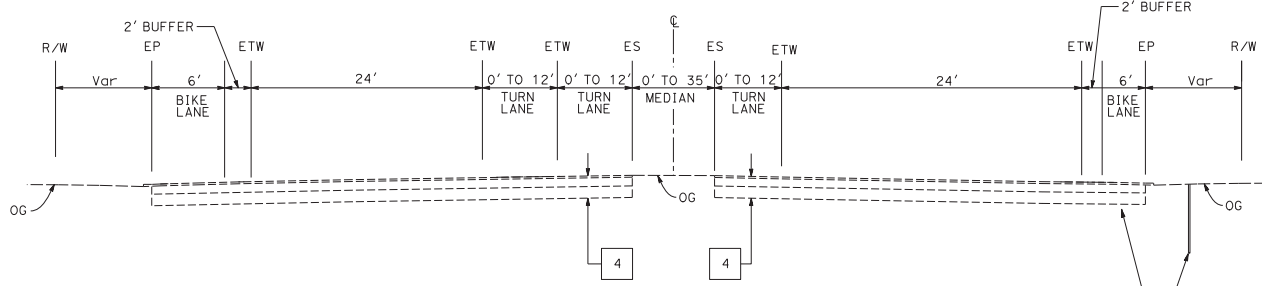 2' BUFFER
℄
2' BUFFER
R/W EP ETW ETW ETW ES ES ETW ETW EP R/W
Var 6' 24' 0' TO 12' 0' TO 12' 0' TO 35' 0' TO 12' 24' 6' Var
BIKE LANE
TURN LANE
TURN LANE
MEDIAN
TURN LANE
BIKE LANE
OG
OG
OG
4
4